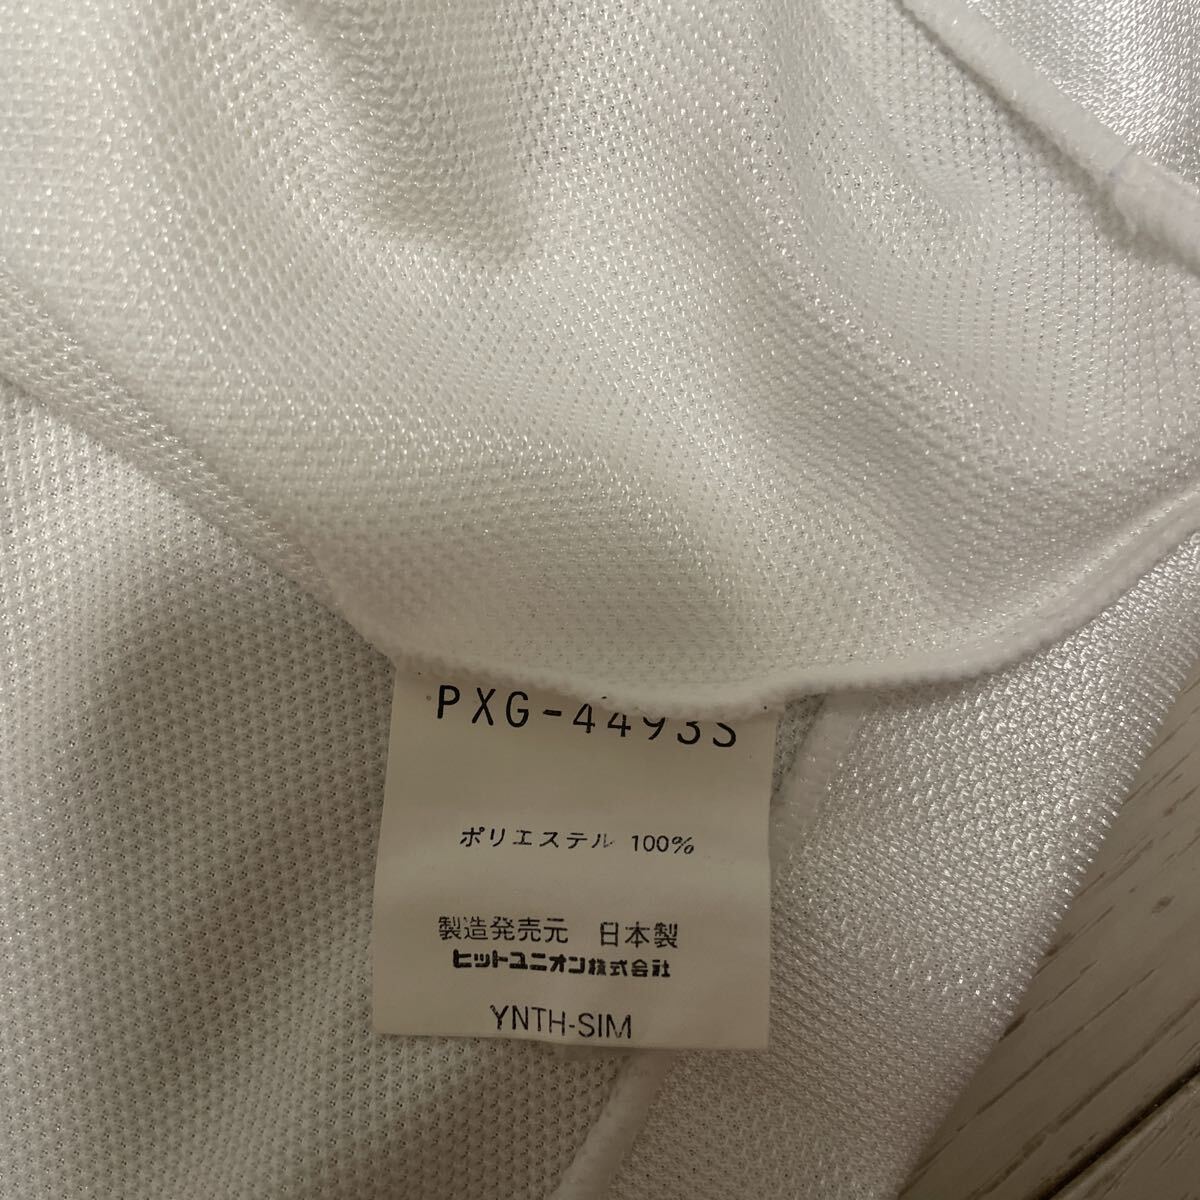 PXG-4493S
ポリエステル 100%
製造発売元 日本製
ヒットユニオン株式会社
YNTH-SIM